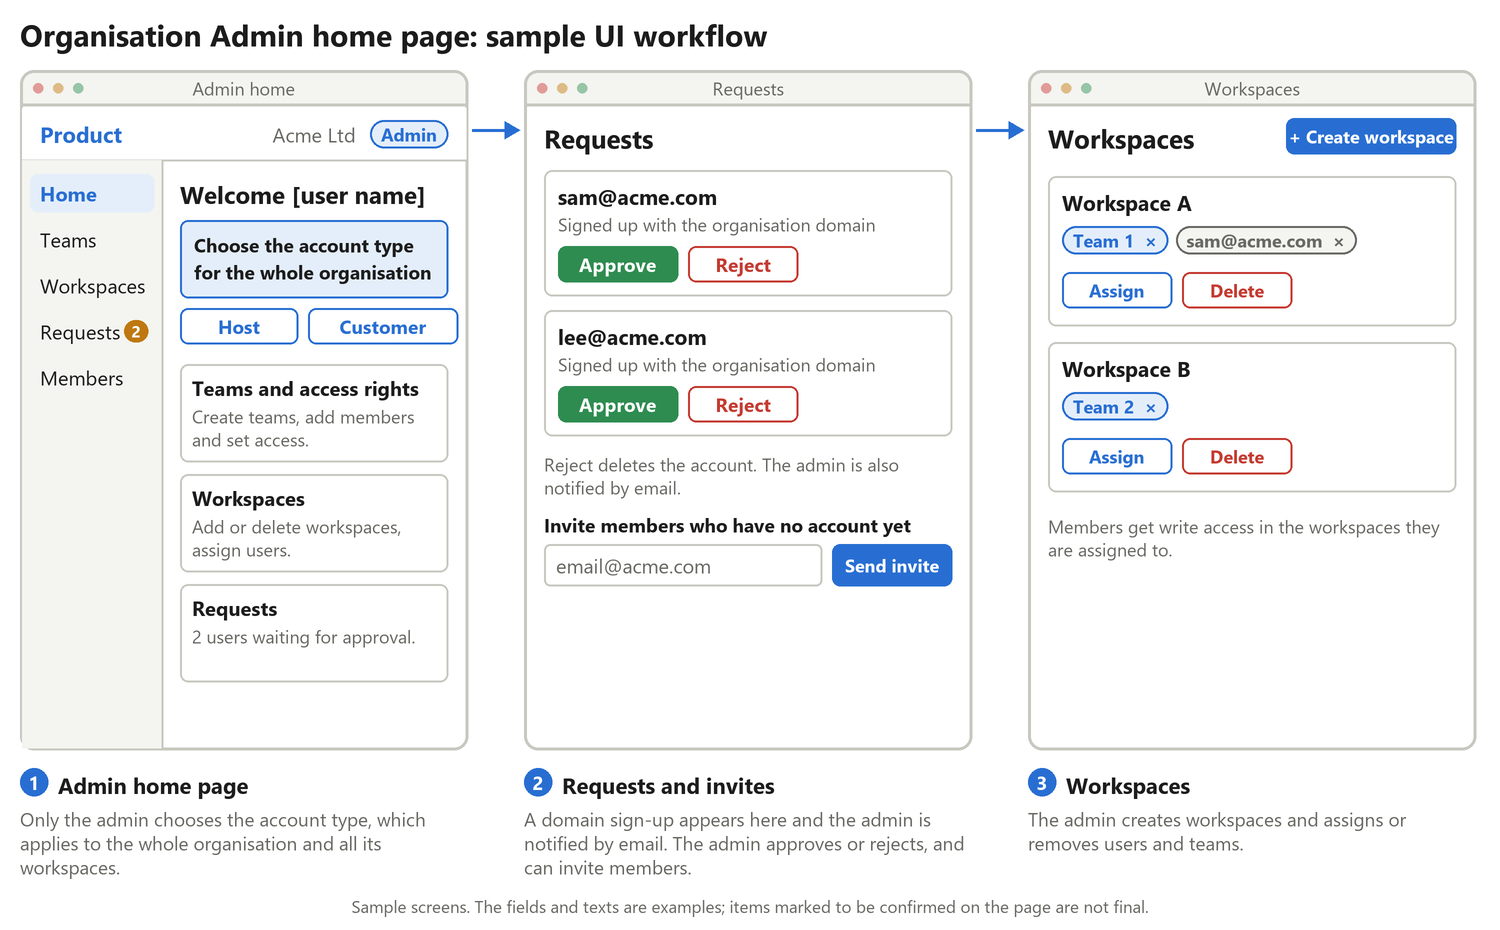 Organisation Admin home page: sample UI workflow
Admin home
Product
Acme Ltd
Admin
Home
Teams
Workspaces
Requests 2
Members
Welcome [user name]
Choose the account type
for the whole organisation
Host
Customer
Teams and access rights
Create teams, add members
and set access.
Workspaces
Add or delete workspaces,
assign users.
Requests
2 users waiting for approval.
Requests
Requests
sam@acme.com
Signed up with the organisation domain
Approve
Reject
lee@acme.com
Signed up with the organisation domain
Approve
Reject
Reject deletes the account. The admin is also
notified by email.
Invite members who have no account yet
email@acme.com
Send invite
Workspaces
Workspaces
+ Create workspace
Workspace A
Team 1 ×
sam@acme.com ×
Assign
Delete
Workspace B
Team 2 ×
Assign
Delete
Members get write access in the workspaces they
are assigned to.
1 Admin home page
Only the admin chooses the account type, which
applies to the whole organisation and all its
workspaces.
2 Requests and invites
A domain sign-up appears here and the admin is
notified by email. The admin approves or rejects, and
can invite members.
3 Workspaces
The admin creates workspaces and assigns or
removes users and teams.
Sample screens. The fields and texts are examples; items marked to be confirmed on the page are not final.